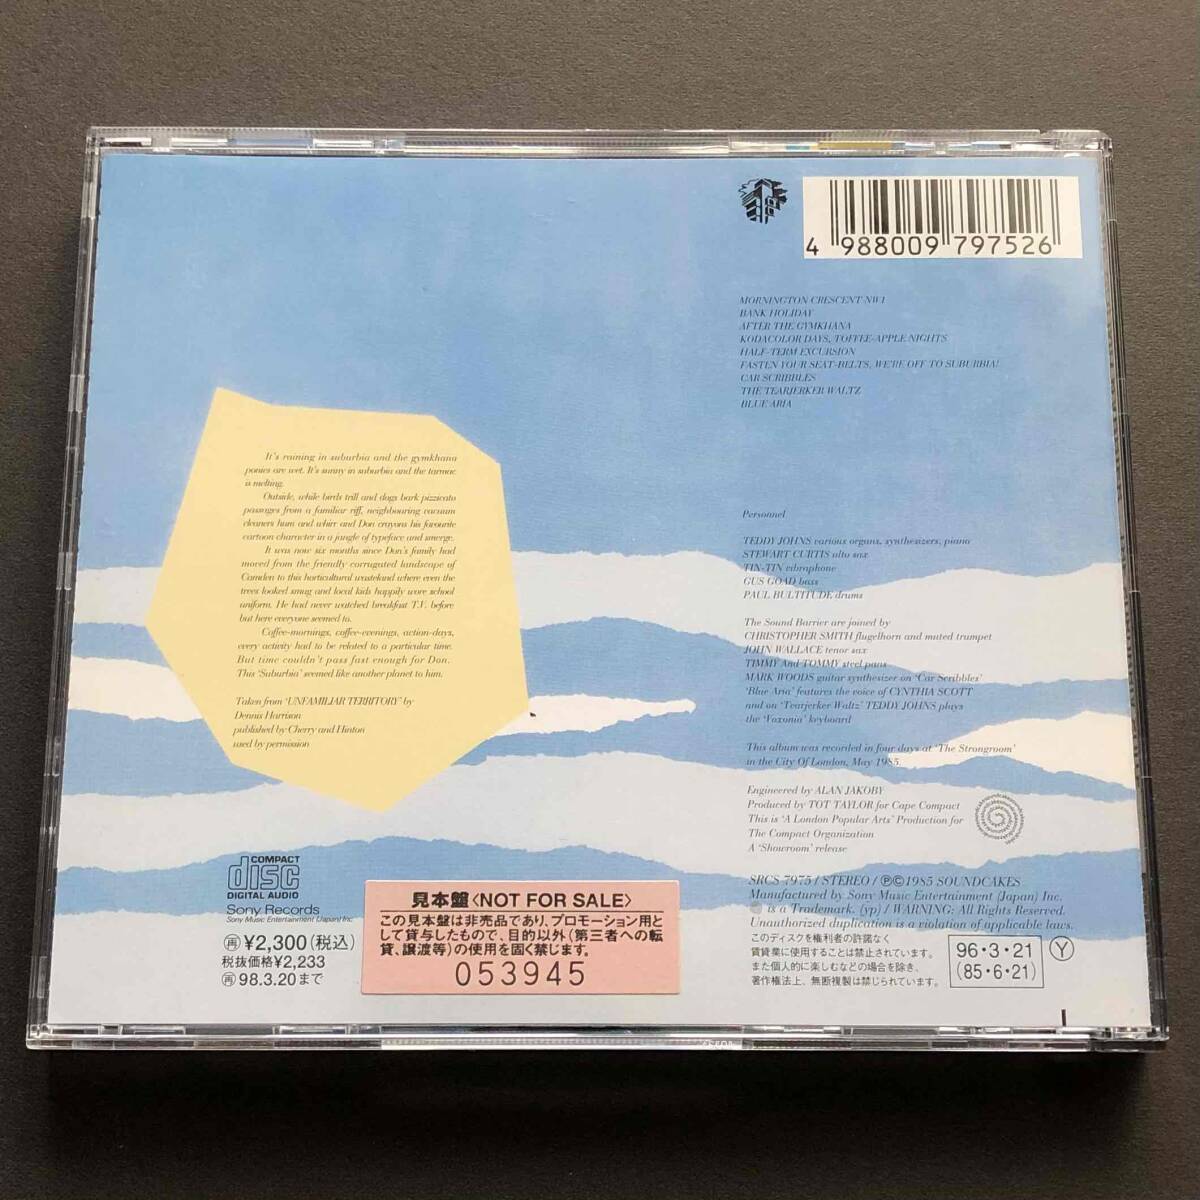 4 988009 797526
MORNINGTON CRESCENT NW1
BANK HOLIDAY
AFTER THE GYMKHANA
KODACOLOR DAYS, TOFFEE-APPLE NIGHTS
HALF-TERM EXCURSION
FASTEN YOUR SEAT-BELTS, WE'RE OFF TO SUBURBIA!
CAR SCRIBBLES
THE TEARJERKER WALTZ
BLUE ARIA
It's raining in suburbia and the gymkhana
ponies are wet. It's sunny in suburbia and the tarmac
is melting.
Outside, while birds trill and dogs bark pizzicato
passages from a familiar riff, neighbouring vacuum
cleaners hum and whirr and Don crayons his favourite
cartoon character in a jungle of typeface and smerge.
It was now six months since Don's family had
moved from the friendly corrugated landscape of
Camden to this horticultural wasteland where even the
trees looked smug and local kids happily wore school
uniform. He had never watched breakfast T.V. before
but here everyone seemed to.
Coffee-mornings, coffee-evenings, action-days,
every activity had to be related to a particular time.
But time couldn't pass fast enough for Don.
This 'Suburbia' seemed like another planet to him.
Taken from 'UNFAMILIAR TERRITORY' by
Dennis Harrison
published by Cherry and Hinton
used by permission
Personnel
TEDDY JOHNS various organs, synthesizers, piano
STEWART CURTIS alto sax
TIN-TIN vibraphone
GUS GOAD bass
PAUL BULTITUDE drums
The Sound Barrier are joined by
CHRISTOPHER SMITH flugelhorn and muted trumpet
JOHN WALLACE tenor sax
TIMMY And TOMMY steel pans
MARK WOODS guitar synthesizer on 'Car Scribbles'
'Blue Aria' features the voice of CYNTHIA SCOTT
and on 'Tearjerker Waltz' TEDDY JOHNS plays
the 'Voxonia' keyboard
This album was recorded in four days at 'The Strongroom'
in the City Of London, May 1985.
Engineered by ALAN JAKOBY
Produced by TOT TAYLOR for Cape Compact
This is 'A London Popular Arts' Production for
The Compact Organization
A 'Showroom' release
SRCS 7975 / STEREO / ℗©1985 SOUNDCAKES
Manufactured by Sony Music Entertainment (Japan) Inc.
is a Trademark. (yp) / WARNING: All Rights Reserved.
Unauthorized duplication is a violation of applicable laws.
このディスクを権利者の許諾なく
賃貸業に使用することは禁止されています。
また個人的に楽しむなどの場合を除き、
著作権法上、無断複製は禁じられています。
96・3・21
(85・6・21)
Y
COMPACT
disc
DIGITAL AUDIO
Sony Records
Sony Music Entertainment (Japan) Inc.
再 ¥2,300(税込)
税抜価格¥2,233
再 98.3.20まで
見本盤〈NOT FOR SALE〉
この見本盤は非売品であり、プロモーション用と
して貸与したもので、目的以外(第三者への転
貸、譲渡等)の使用を固く禁じます。
053945